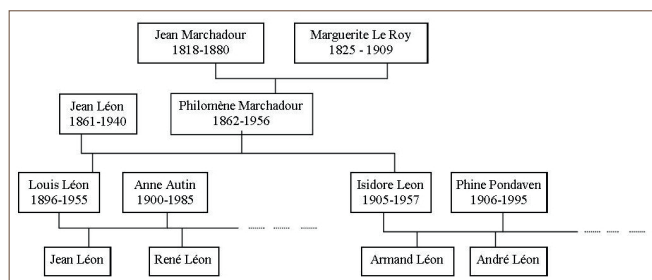 Jean Marchadour
1818-1880
Marguerite Le Roy
1825 - 1909
Jean Léon
1861-1940
Philomène Marchadour
1862-1956
Louis Léon
1896-1955
Anne Autin
1900-1985
Isidore Leon
1905-1957
Phine Pondaven
1906-1995
Jean Léon
René Léon
Armand Léon
André Léon